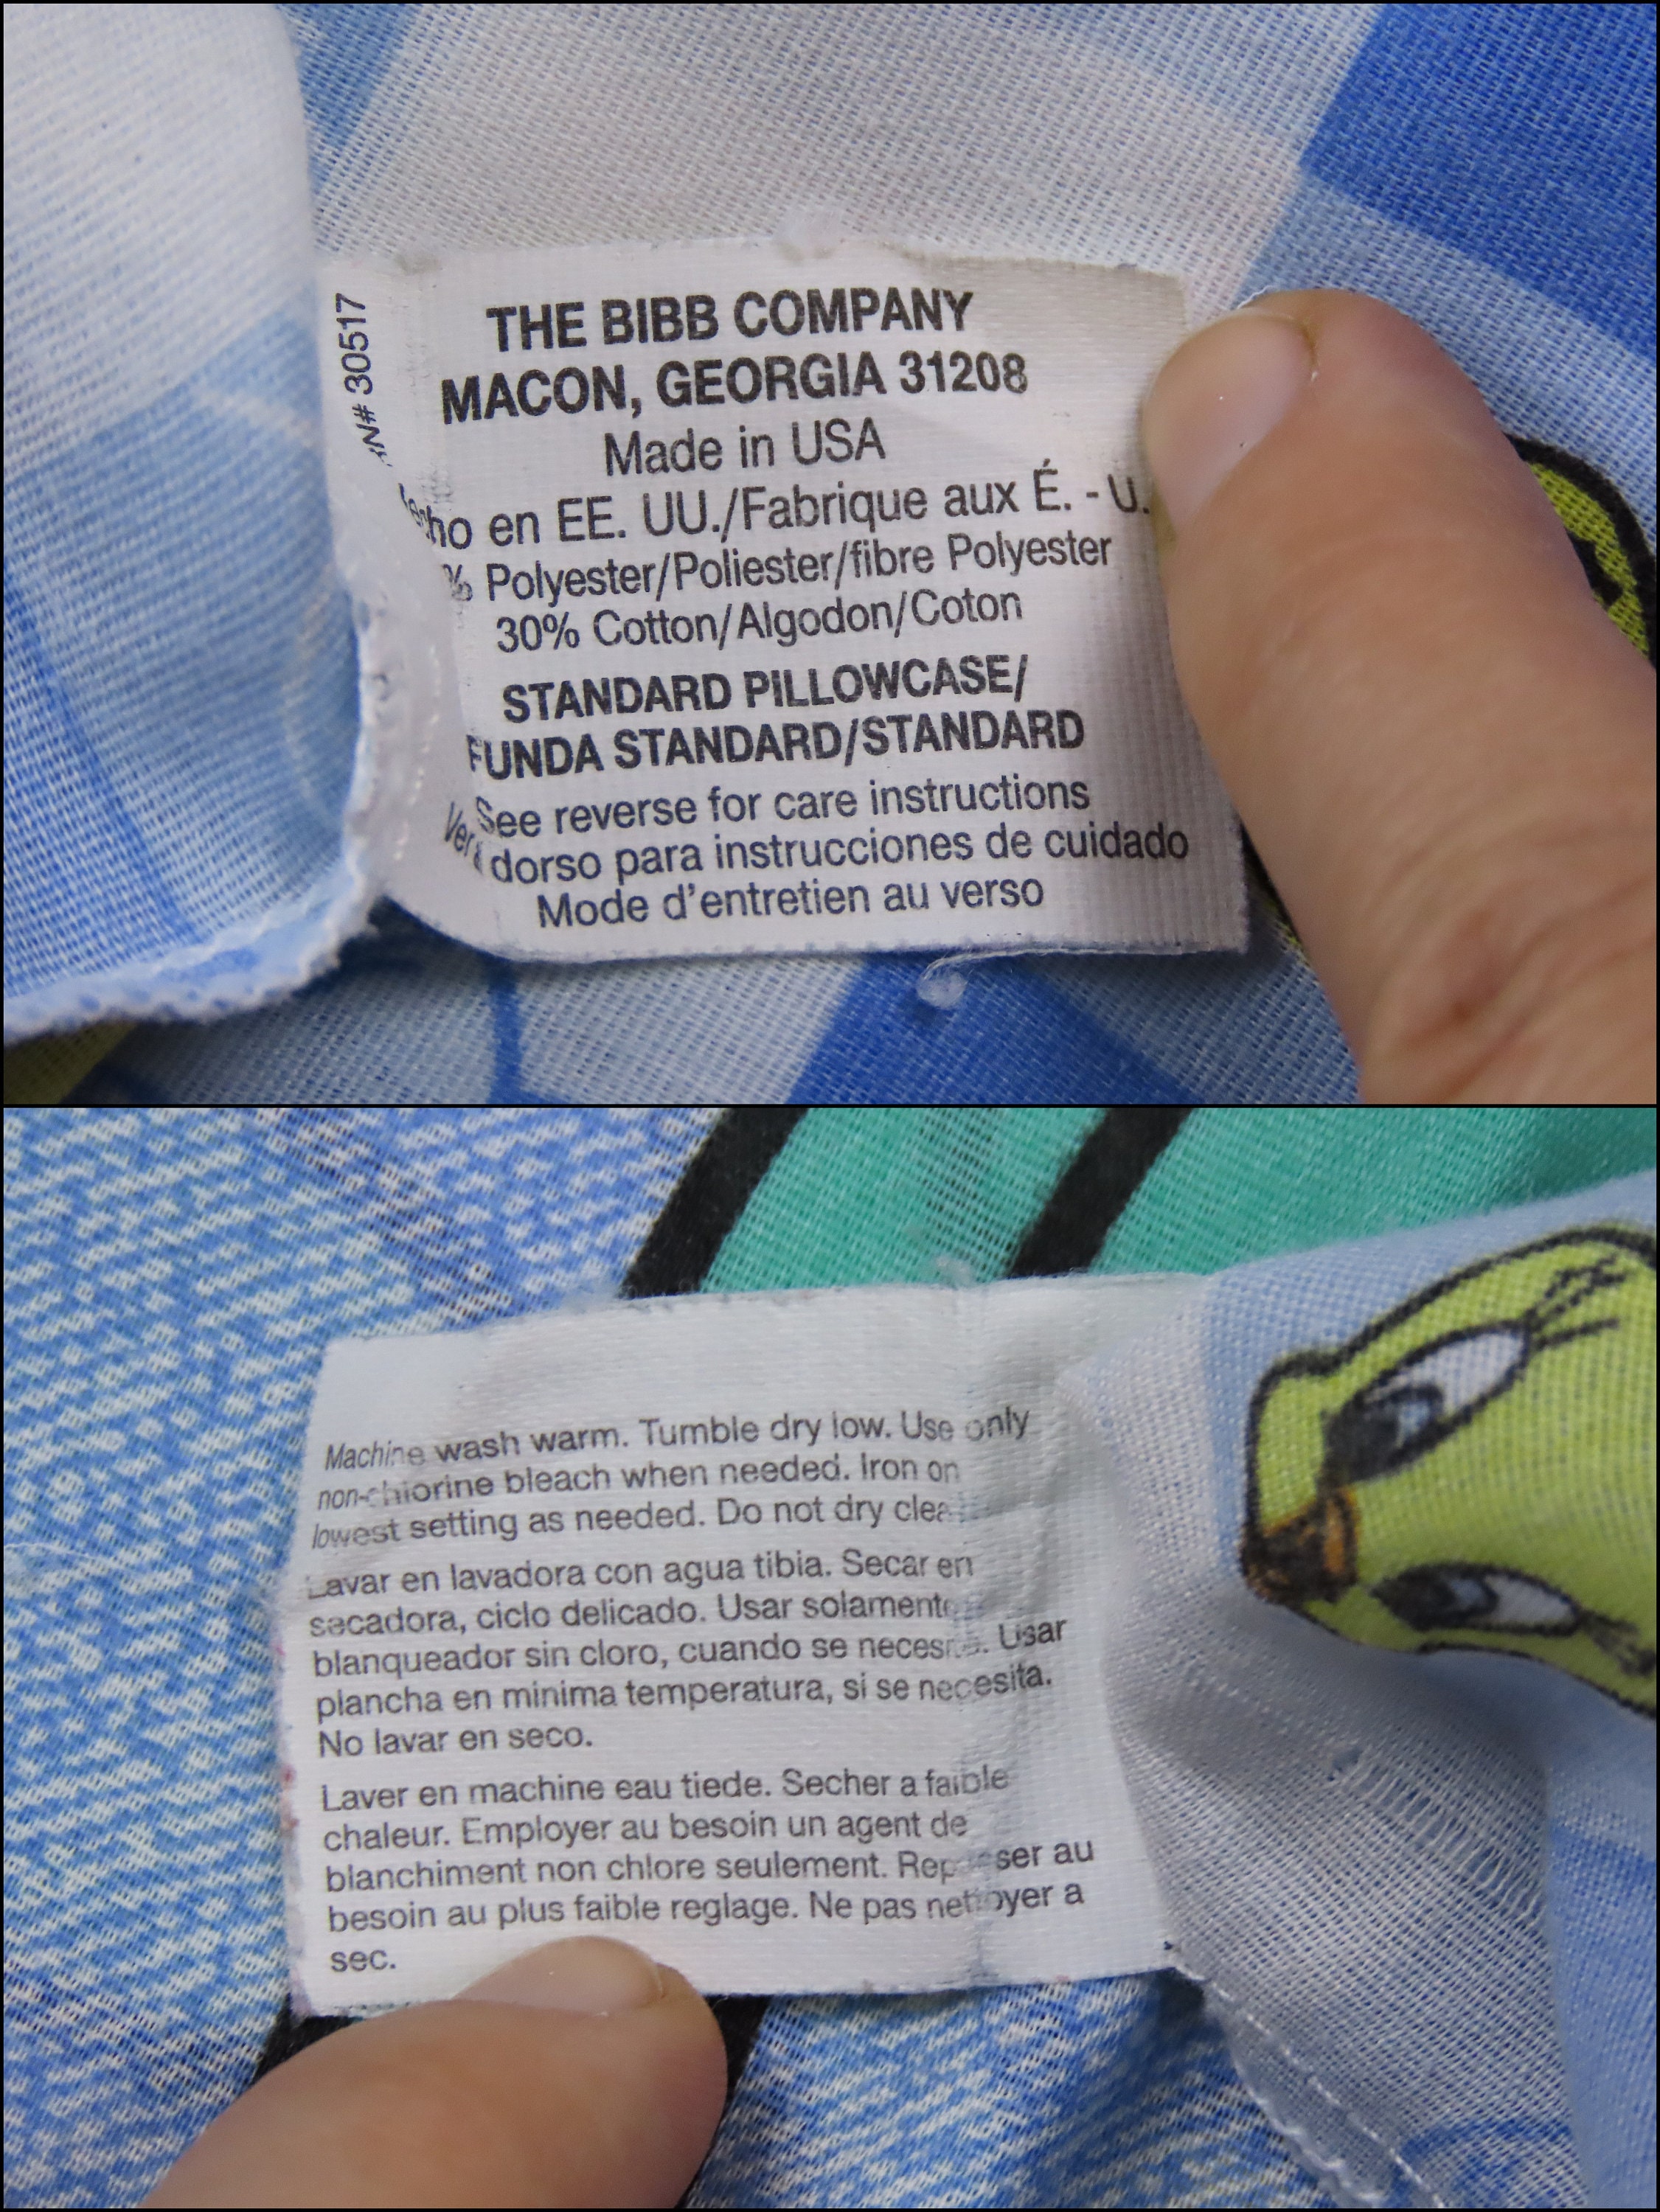 N# 30517
THE BIBB COMPANY
MACON, GEORGIA 31208
Made in USA
en EE. UU./Fabrique aux É. - U.
% Polyester/Poliester/fibre Polyester
30% Cotton/Algodon/Coton
STANDARD PILLOWCASE/
FUNDA STANDARD/STANDARD
See reverse for care instructions
Ver dorso para instrucciones de cuidado
Mode d'entretien au verso
Machine wash warm. Tumble dry low. Use only
non-chlorine bleach when needed. Iron on
lowest setting as needed. Do not dry
Lavar en lavadora con agua tibia. Secar en
secadora, ciclo delicado. Usar solamente
blanqueador sin cloro, cuando se Usar
plancha en minima temperatura, si se necesita.
No lavar en seco.
Laver en machine eau tiede. Secher a faible
chaleur. Employer au besoin un agent de
blanchiment non chlore seulement. Repasser au
besoin au plus faible reglage. Ne pas nettoyer a
sec.